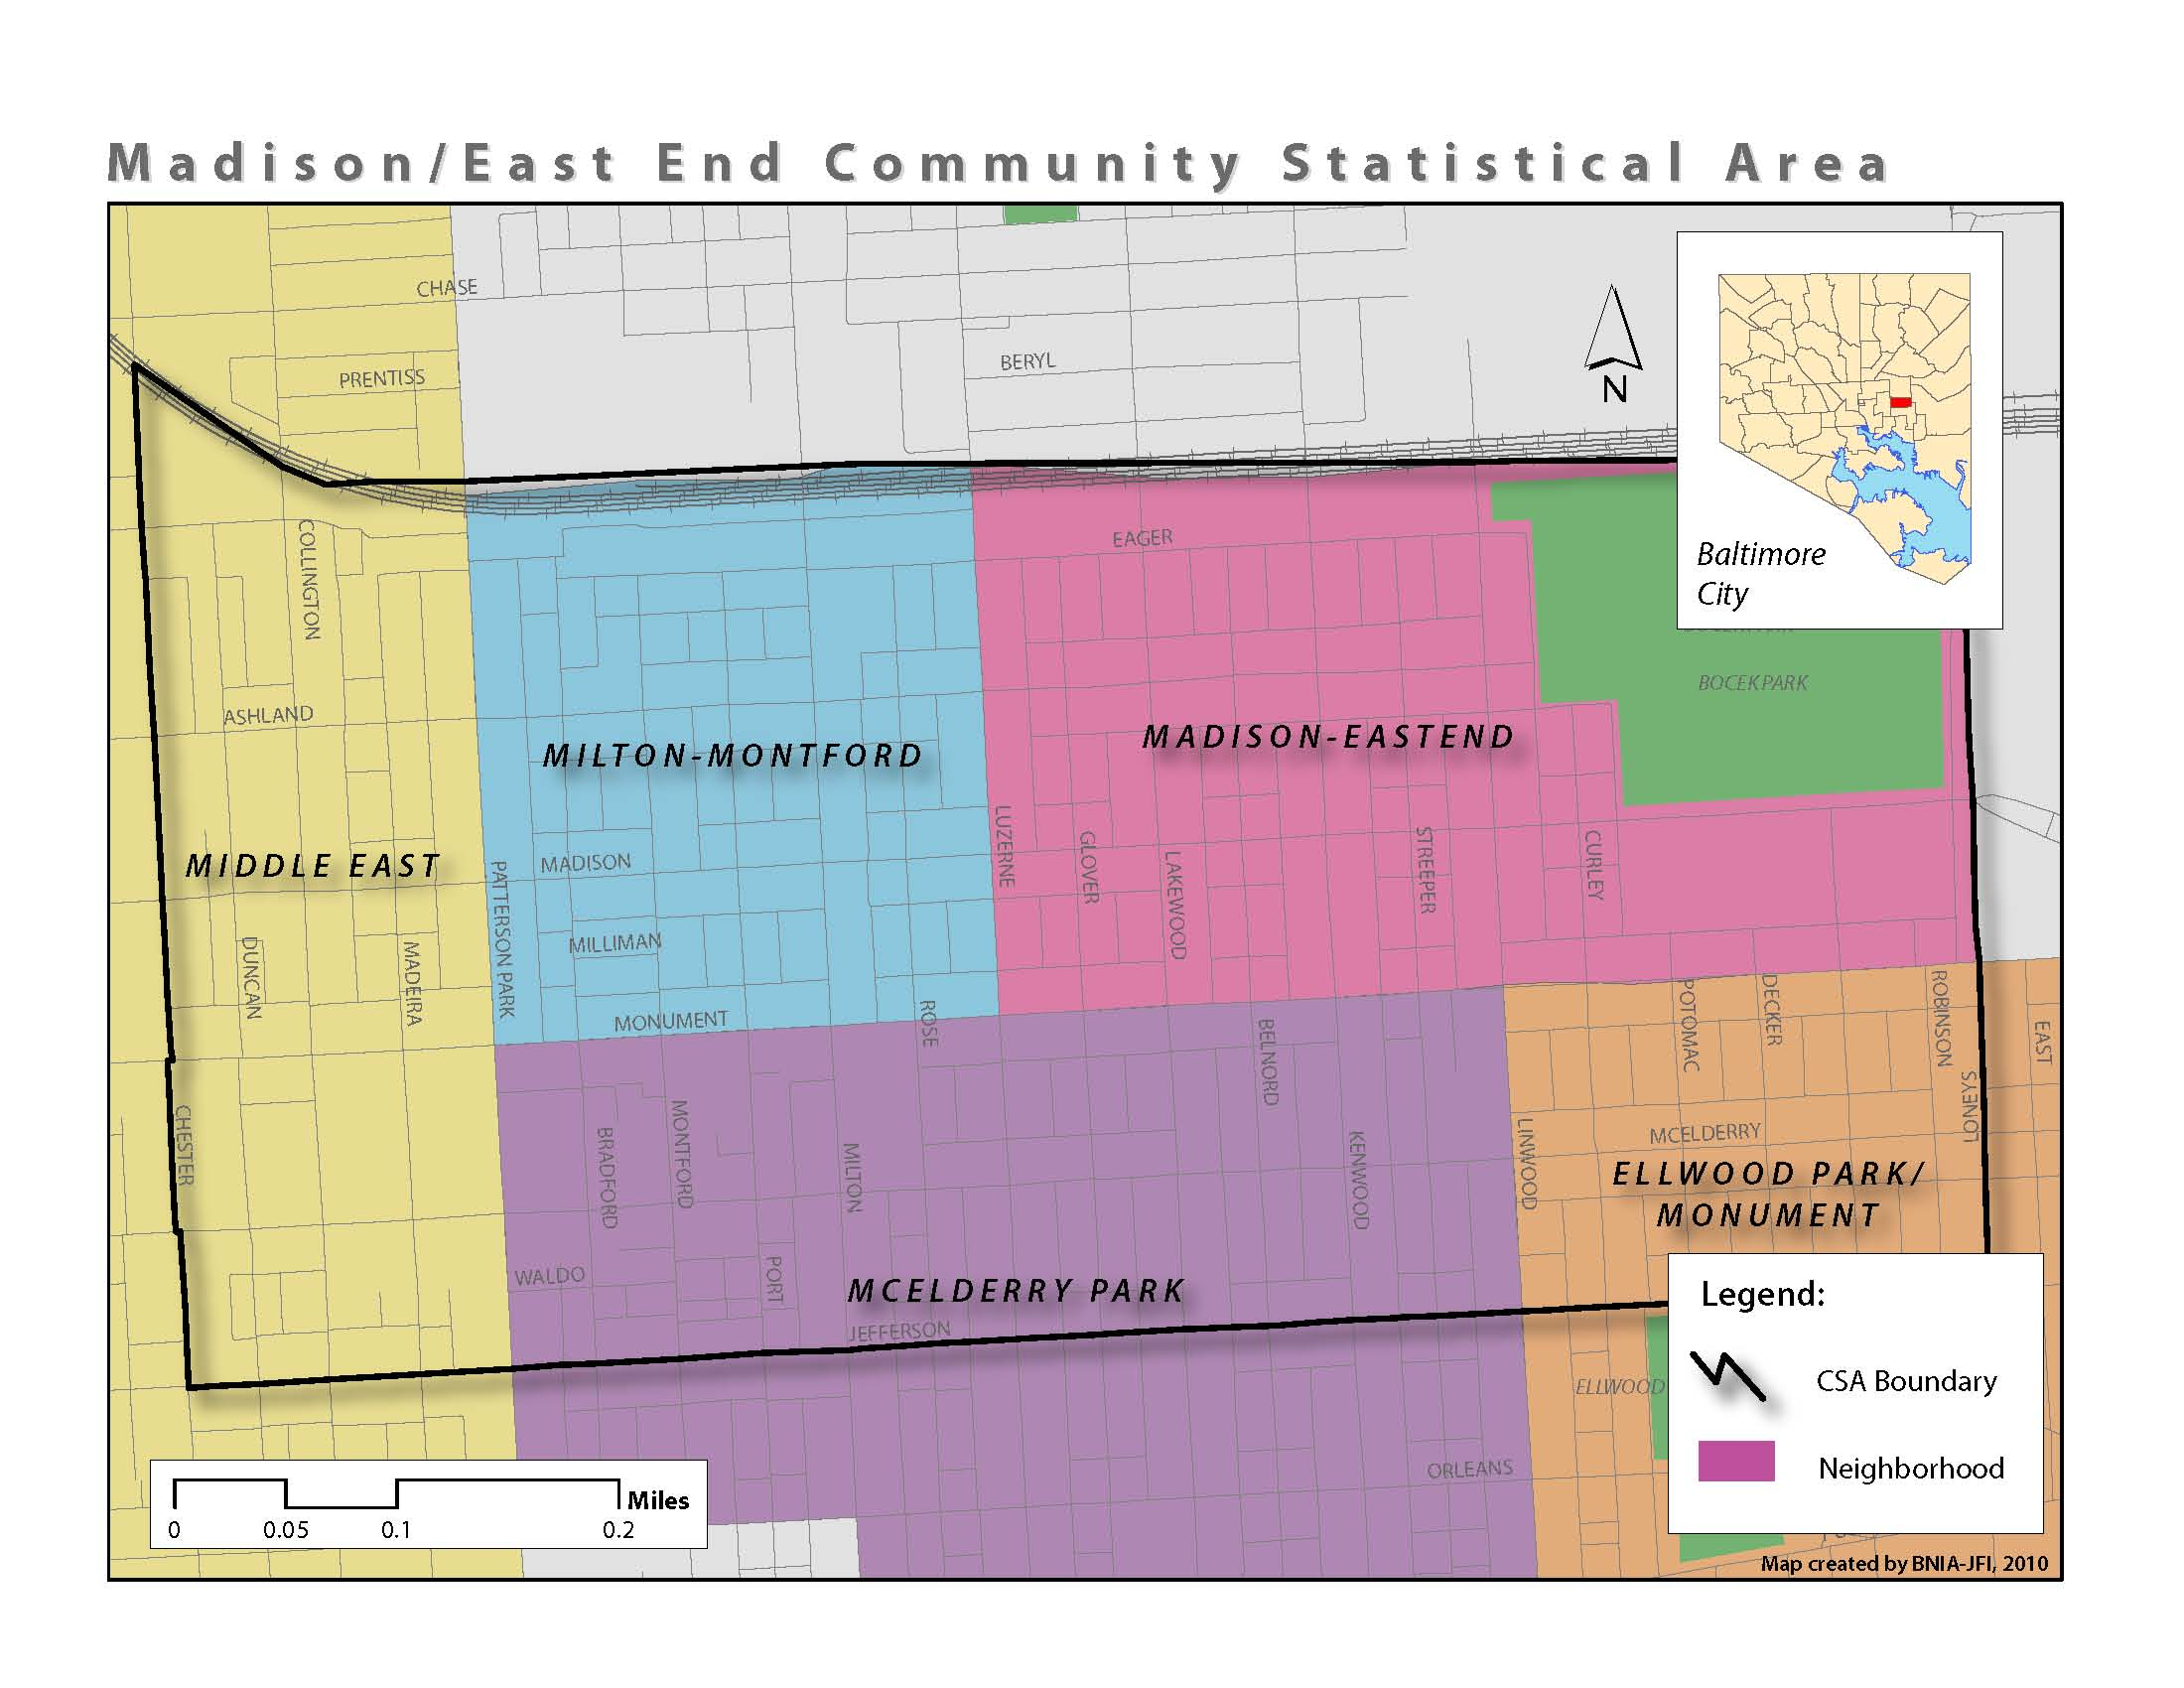 Madison/East End Community Statistical Area
CHASE
PRENTISS
BERYL
N
Baltimore
City
COLLINGTON
EAGER
BOCEK PARK
ASHLAND
MILTON-MONTFORD
MADISON-EASTEND
MIDDLE EAST
PATTERSON PARK
MADISON
LUZERNE
GLOVER
LAKEWOOD
STREEPER
CURLEY
DUNCAN
MADEIRA
MILLIMAN
MONUMENT
ROSE
BELNORD
POTOMAC
DECKER
ROBINSON
EAST
LONEYS
CHESTER
BRADFORD
MONTFORD
MILTON
KENWOOD
LINWOOD
MCELDERRY
ELLWOOD PARK/
MONUMENT
WALDO
PORT
MCELDERRY PARK
JEFFERSON
ELLWOOD
ORLEANS
Legend:
CSA Boundary
Neighborhood
Miles
0 0.05 0.1 0.2
Map created by BNIA-JFI, 2010